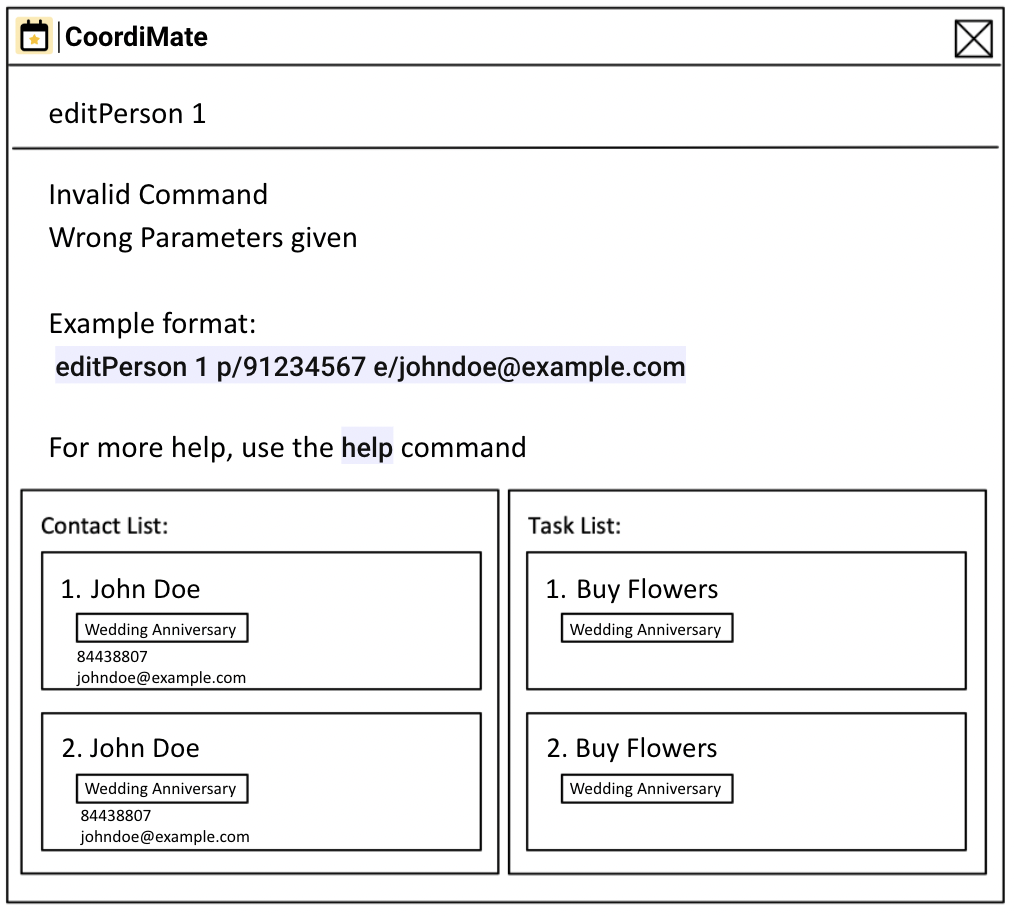 CoordiMate
editPerson 1
Invalid Command
Wrong Parameters given
Example format:
editPerson 1 p/91234567 e/johndoe@example.com
For more help, use the help command
Contact List:
1. John Doe
Wedding Anniversary
84438807
johndoe@example.com
2. John Doe
Wedding Anniversary
84438807
johndoe@example.com
Task List:
1. Buy Flowers
Wedding Anniversary
2. Buy Flowers
Wedding Anniversary